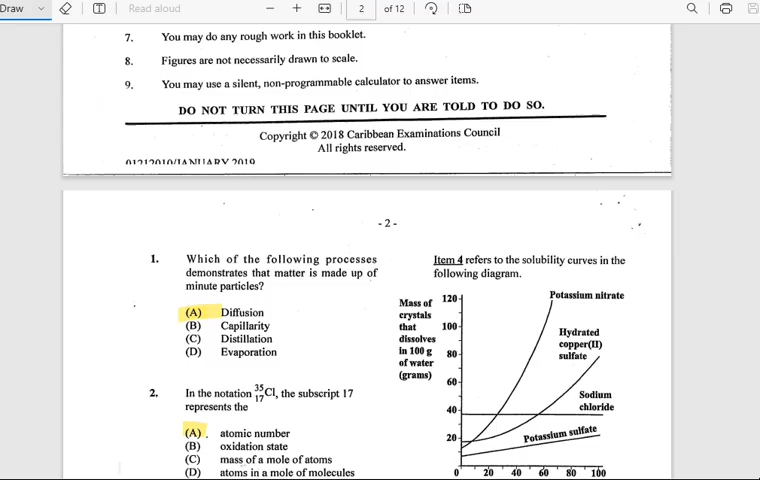 Draw
Read aloud
2
of 12
7. You may do any rough work in this booklet.
8. Figures are not necessarily drawn to scale.
9. You may use a silent, non-programmable calculator to answer items.
DO NOT TURN THIS PAGE UNTIL YOU ARE TOLD TO DO SO.
Copyright © 2018 Caribbean Examinations Council
All rights reserved.
01212010/JANUARY 2019
- 2 -
1. Which of the following processes
demonstrates that matter is made up of
minute particles?
(A) Diffusion
(B) Capillarity
(C) Distillation
(D) Evaporation
2. In the notation ³⁵₁₇Cl, the subscript 17
represents the
(A) atomic number
(B) oxidation state
(C) mass of a mole of atoms
(D) atoms in a mole of molecules
Item 4 refers to the solubility curves in the
following diagram.
Mass of
crystals
that
dissolves
in 100 g
of water
(grams)
120
100
80
60
40
20
0 20 40 60 80 100
Potassium nitrate
Hydrated
copper(II)
sulfate
Sodium
chloride
Potassium sulfate